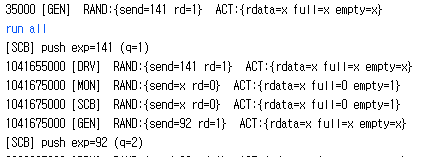 35000 [GEN] RAND:{send=141 rd=1} ACT:{rdata=x full=x empty=x}
run all
[SCB] push exp=141 (q=1)
1041655000 [DRV] RAND:{send=141 rd=1} ACT:{rdata=x full=x empty=x}
1041675000 [MON] RAND:{send=x rd=0} ACT:{rdata=x full=0 empty=1}
1041675000 [SCB] RAND:{send=x rd=0} ACT:{rdata=x full=0 empty=1}
1041675000 [GEN] RAND:{send=92 rd=1} ACT:{rdata=x full=x empty=x}
[SCB] push exp=92 (q=2)